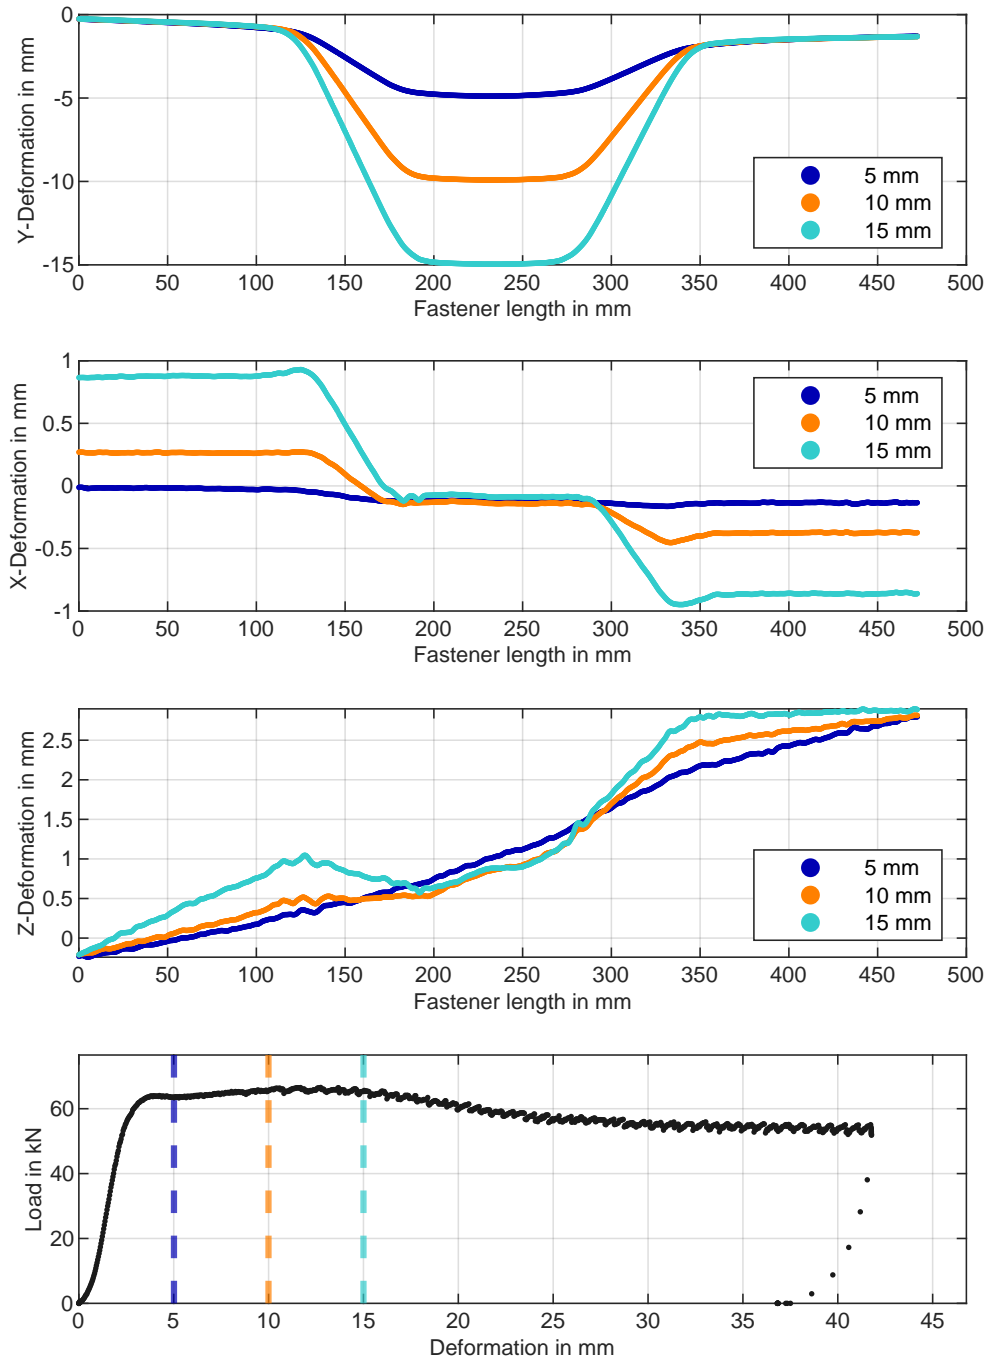 0
-5
-10
-15
Y-Deformation in mm
5 mm
10 mm
15 mm
0 50 100 150 200 250 300 350 400 450 500
Fastener length in mm
1
0.5
0
-0.5
-1
X-Deformation in mm
5 mm
10 mm
15 mm
0 50 100 150 200 250 300 350 400 450 500
Fastener length in mm
2.5
2
1.5
1
0.5
0
Z-Deformation in mm
5 mm
10 mm
15 mm
0 50 100 150 200 250 300 350 400 450 500
Fastener length in mm
60
40
20
0
Load in kN
0 5 10 15 20 25 30 35 40 45
Deformation in mm